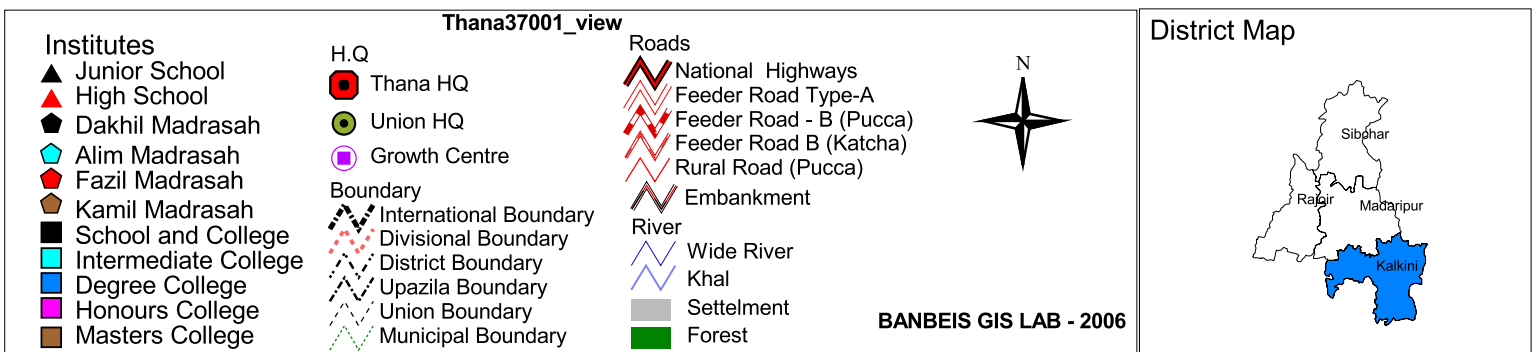 Thana37001_view
Institutes
Junior School
High School
Dakhil Madrasah
Alim Madrasah
Fazil Madrasah
Kamil Madrasah
School and College
Intermediate College
Degree College
Honours College
Masters College
H.Q
Thana HQ
Union HQ
Growth Centre
Boundary
International Boundary
Divisional Boundary
District Boundary
Upazila Boundary
Union Boundary
Municipal Boundary
Roads
National Highways
Feeder Road Type-A
Feeder Road - B (Pucca)
Feeder Road B (Katcha)
Rural Road (Pucca)
Embankment
River
Wide River
Khal
Settelment
Forest
N
BANBEIS GIS LAB - 2006
District Map
Sibchar
Rajoir
Madaripur
Kalkini